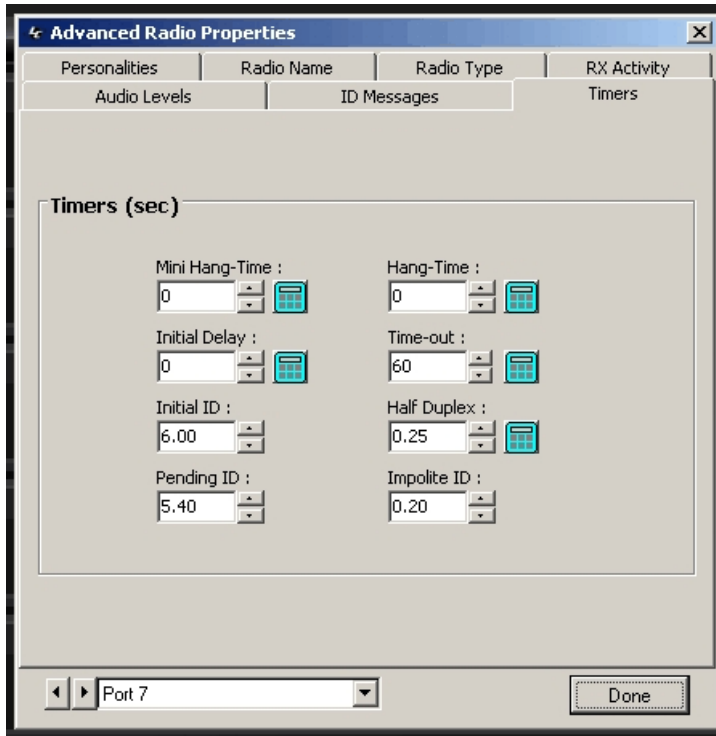 Advanced Radio Properties
Personalities Radio Name Radio Type RX Activity
Audio Levels ID Messages Timers
Timers (sec)
Mini Hang-Time : Hang-Time :
0 0
Initial Delay : Time-out :
0 60
Initial ID : Half Duplex :
6.00 0.25
Pending ID : Impolite ID :
5.40 0.20
Port 7 Done